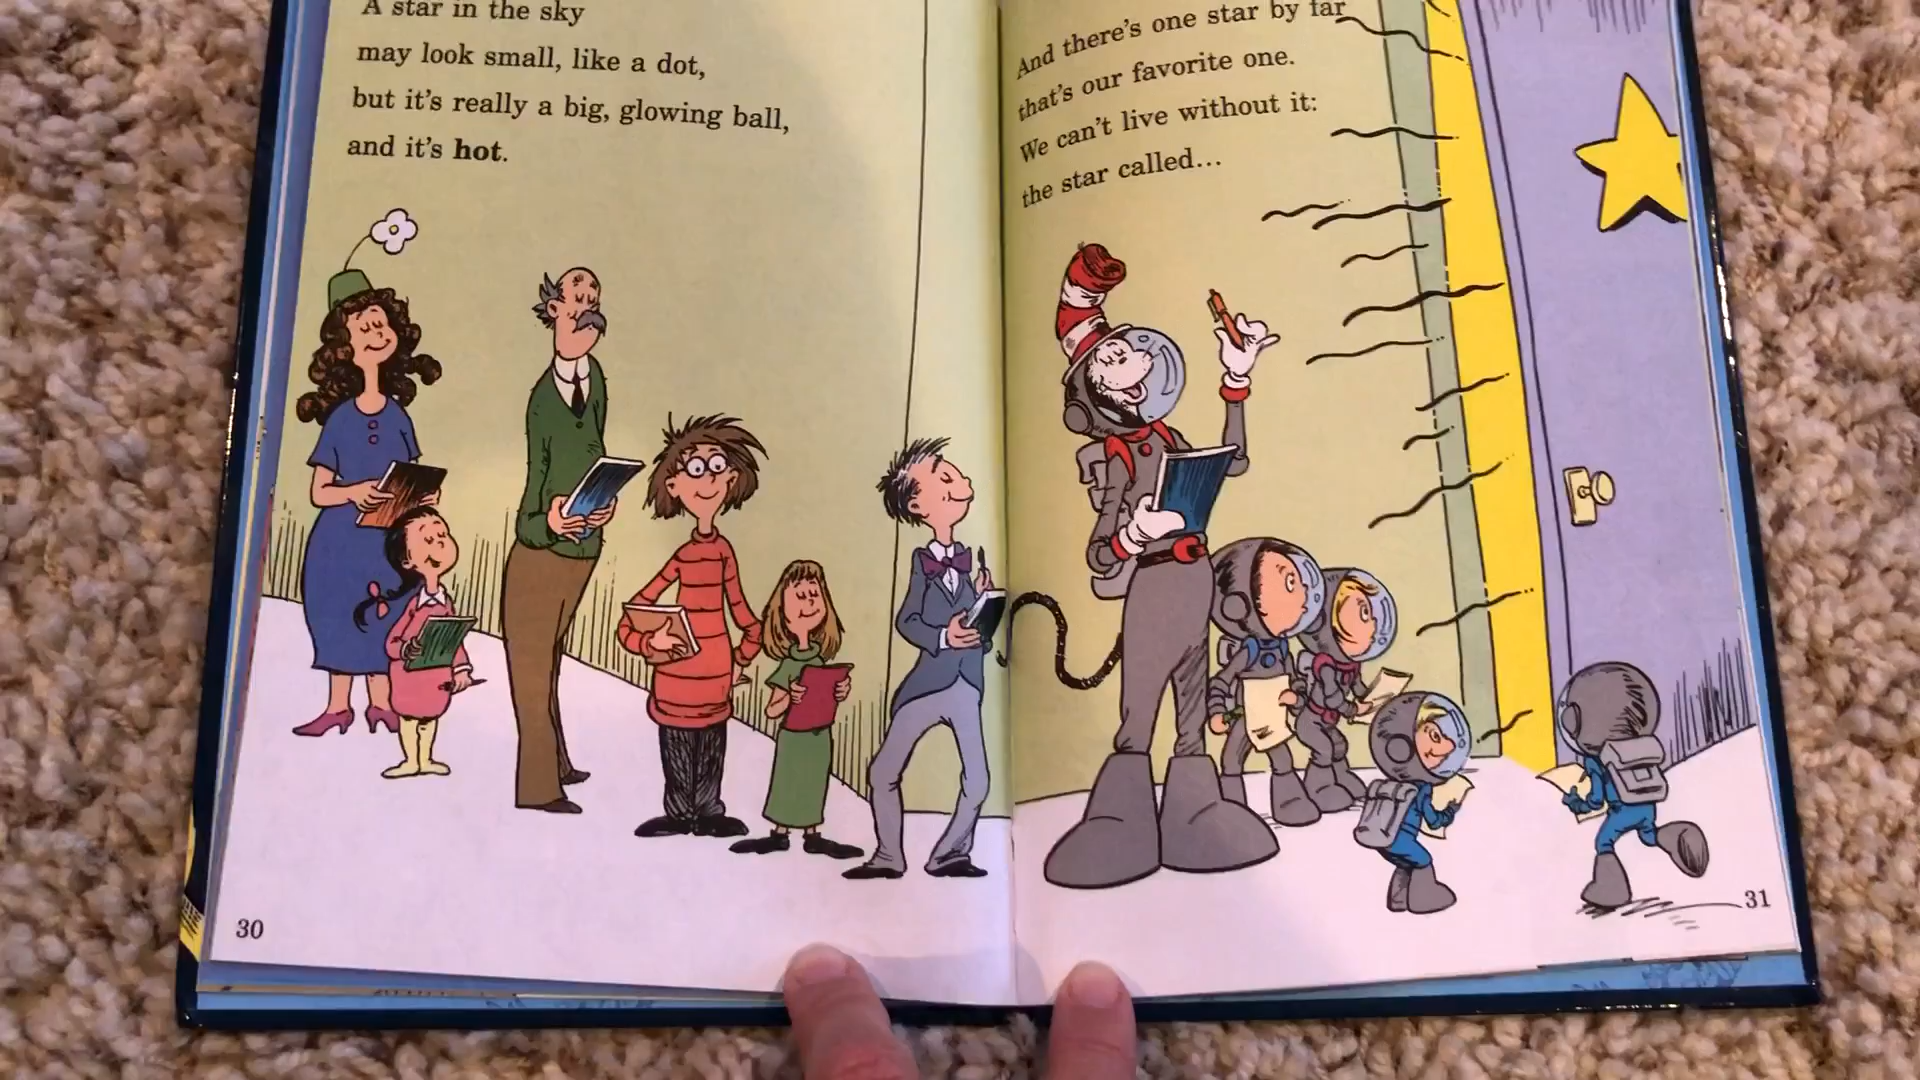 A star in the sky
may look small, like a dot,
but it's really a big, glowing ball,
and it's hot.
30
And there's one star by far
that's our favorite one.
We can't live without it:
the star called...
31